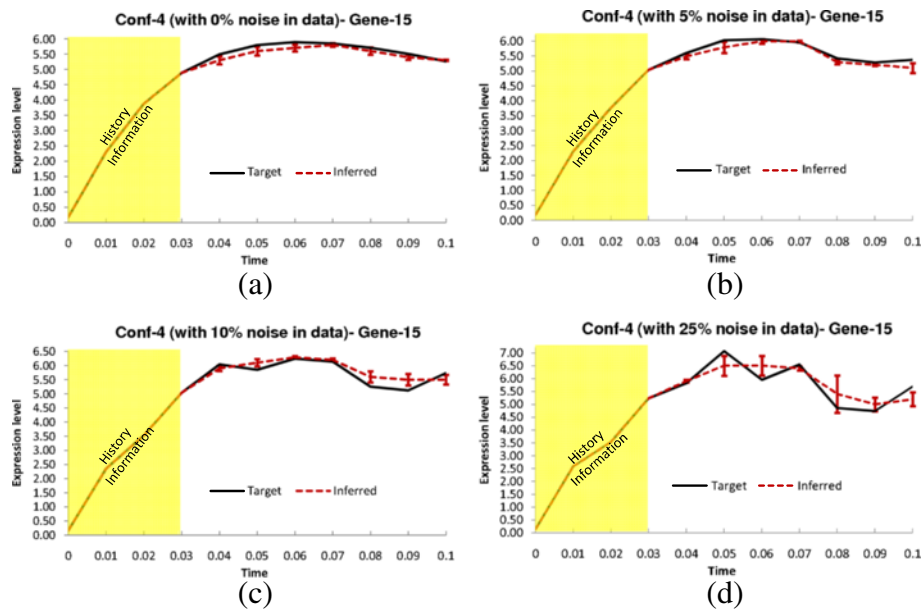 Conf-4 (with 0% noise in data)- Gene-15
Expression level
6.00
5.50
5.00
4.50
4.00
3.50
3.00
2.50
2.00
1.50
1.00
0.50
0.00
History
Information
Target Inferred
0 0.01 0.02 0.03 0.04 0.05 0.06 0.07 0.08 0.09 0.1
Time
(a)
Conf-4 (with 5% noise in data)- Gene-15
Expression level
6.00
5.50
5.00
4.50
4.00
3.50
3.00
2.50
2.00
1.50
1.00
0.50
0.00
History
Information
Target Inferred
0 0.01 0.02 0.03 0.04 0.05 0.06 0.07 0.08 0.09 0.1
Time
(b)
Conf-4 (with 10% noise in data)- Gene-15
Expression level
6.50
6.00
5.50
5.00
4.50
4.00
3.50
3.00
2.50
2.00
1.50
1.00
0.50
0.00
History
Information
Target Inferred
0 0.01 0.02 0.03 0.04 0.05 0.06 0.07 0.08 0.09 0.1
Time
(c)
Conf-4 (with 25% noise in data)- Gene-15
Expression level
7.00
6.50
6.00
5.50
5.00
4.50
4.00
3.50
3.00
2.50
2.00
1.50
1.00
0.50
0.00
History
Information
Target Inferred
0 0.01 0.02 0.03 0.04 0.05 0.06 0.07 0.08 0.09 0.1
Time
(d)